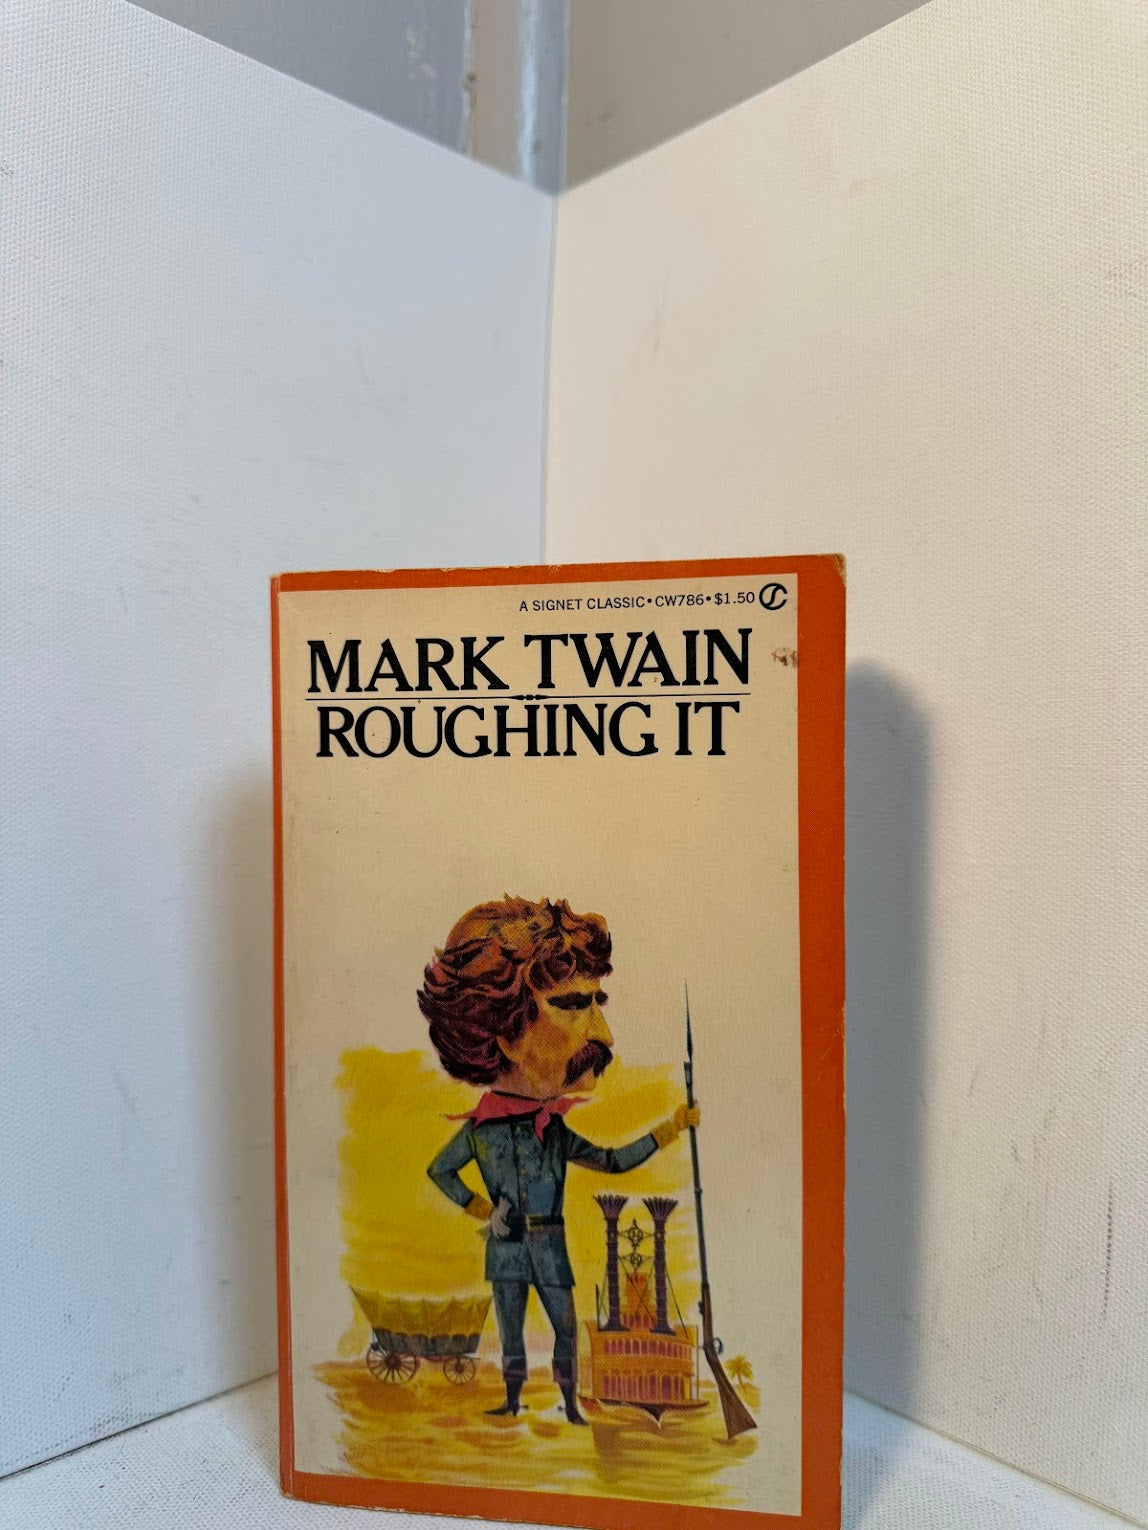 A SIGNET CLASSIC • CW786 • $1.50
MARK TWAIN
ROUGHING IT